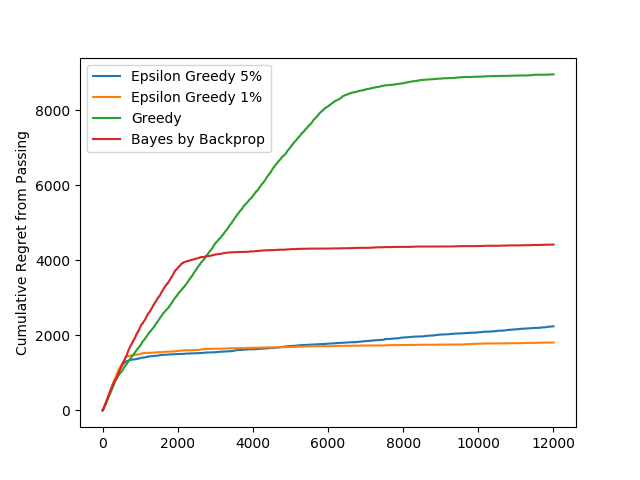 Epsilon Greedy 5%
Epsilon Greedy 1%
Greedy
Bayes by Backprop
Cumulative Regret from Passing
8000
6000
4000
2000
0
0 2000 4000 6000 8000 10000 12000